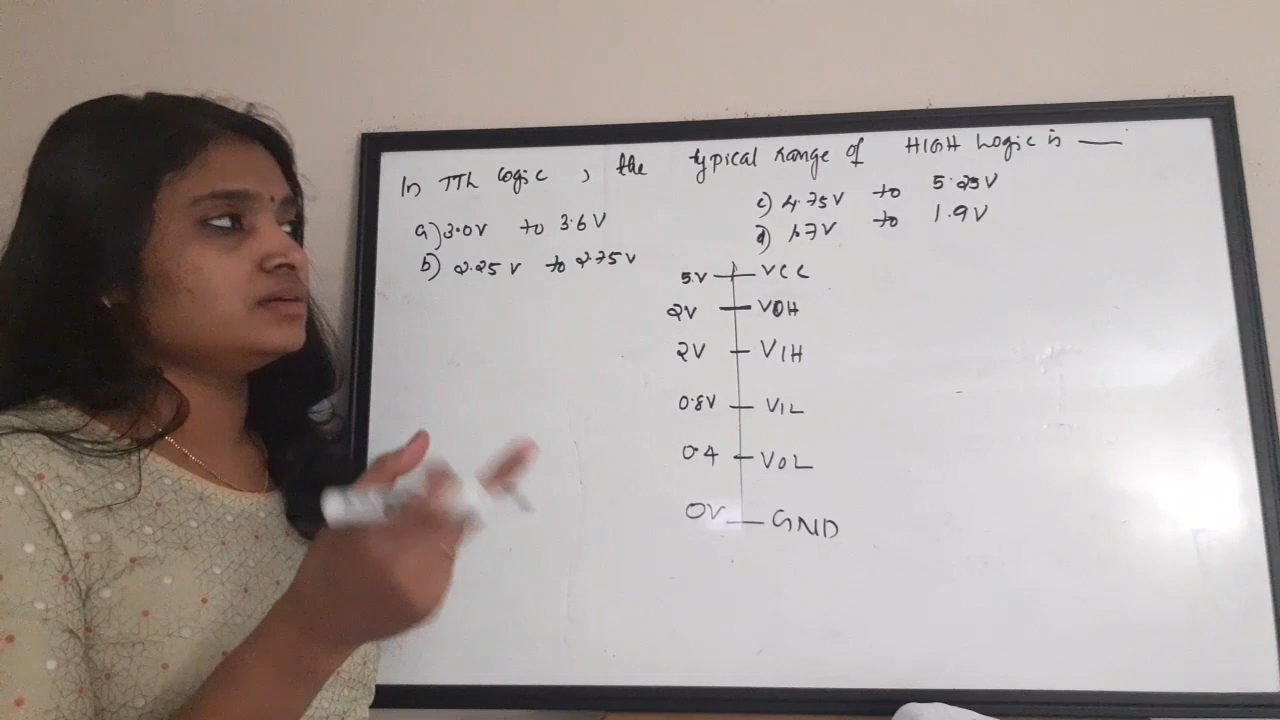 In TTL Logic, the typical range of HIGH Logic is —
a) 3.0V to 3.6V
b) 2.25V to 2.75V
c) 4.75V to 5.25V
d) 1.7V to 1.9V
5V VCC
2V VOH
2V VIH
0.8V VIL
0.4 VOL
0V GND